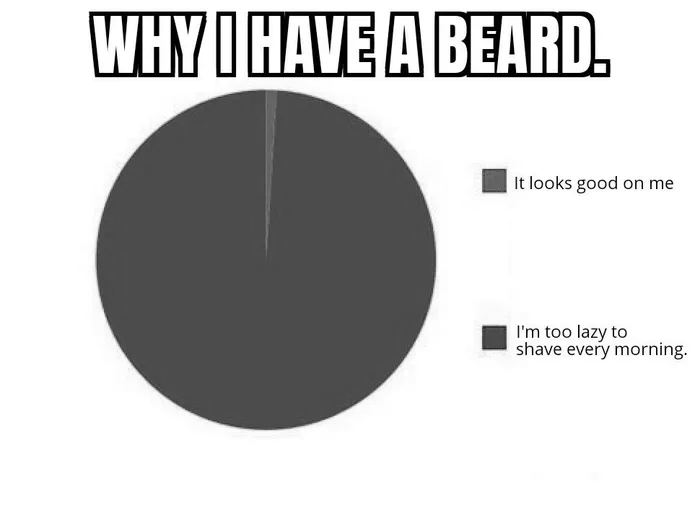 WHY I HAVE A BEARD.
It looks good on me
I'm too lazy to
shave every morning.